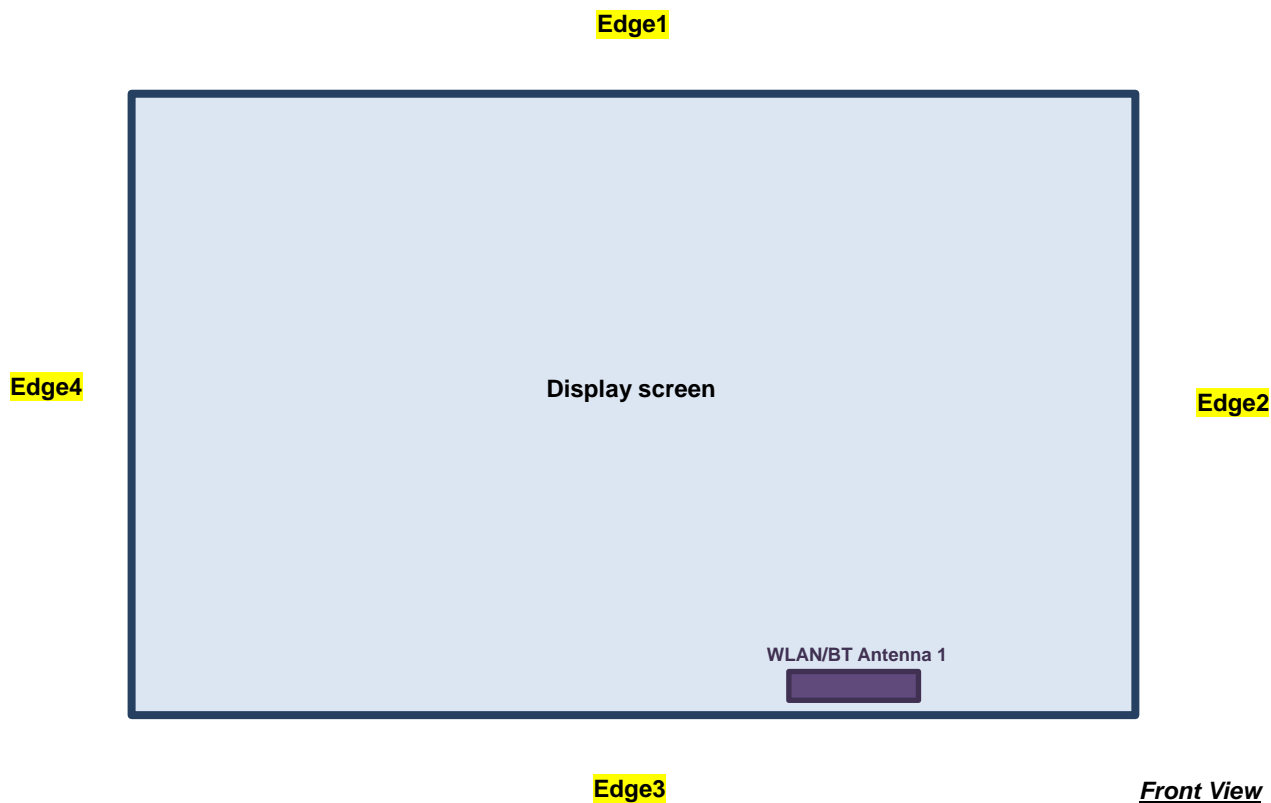 Edge1
Edge4
Display screen
Edge2
WLAN/BT Antenna 1
Edge3
Front View